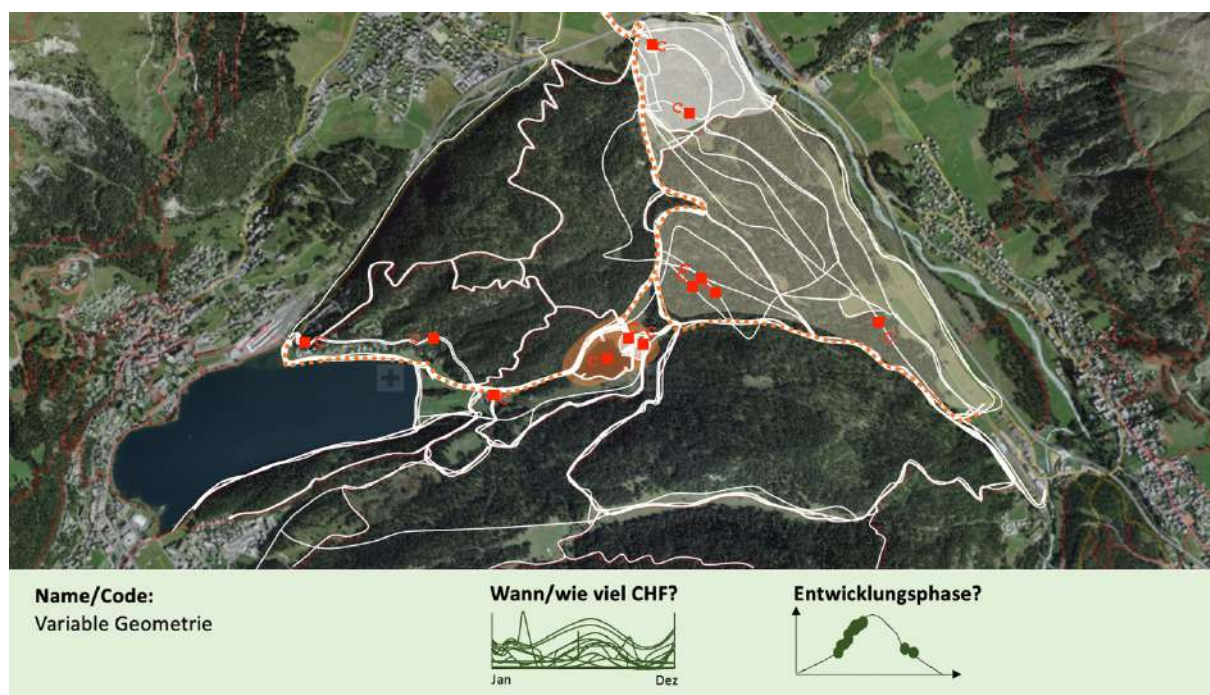 Name/Code:
Variable Geometrie
Wann/wie viel CHF?
Jan
Dez
Entwicklungsphase?